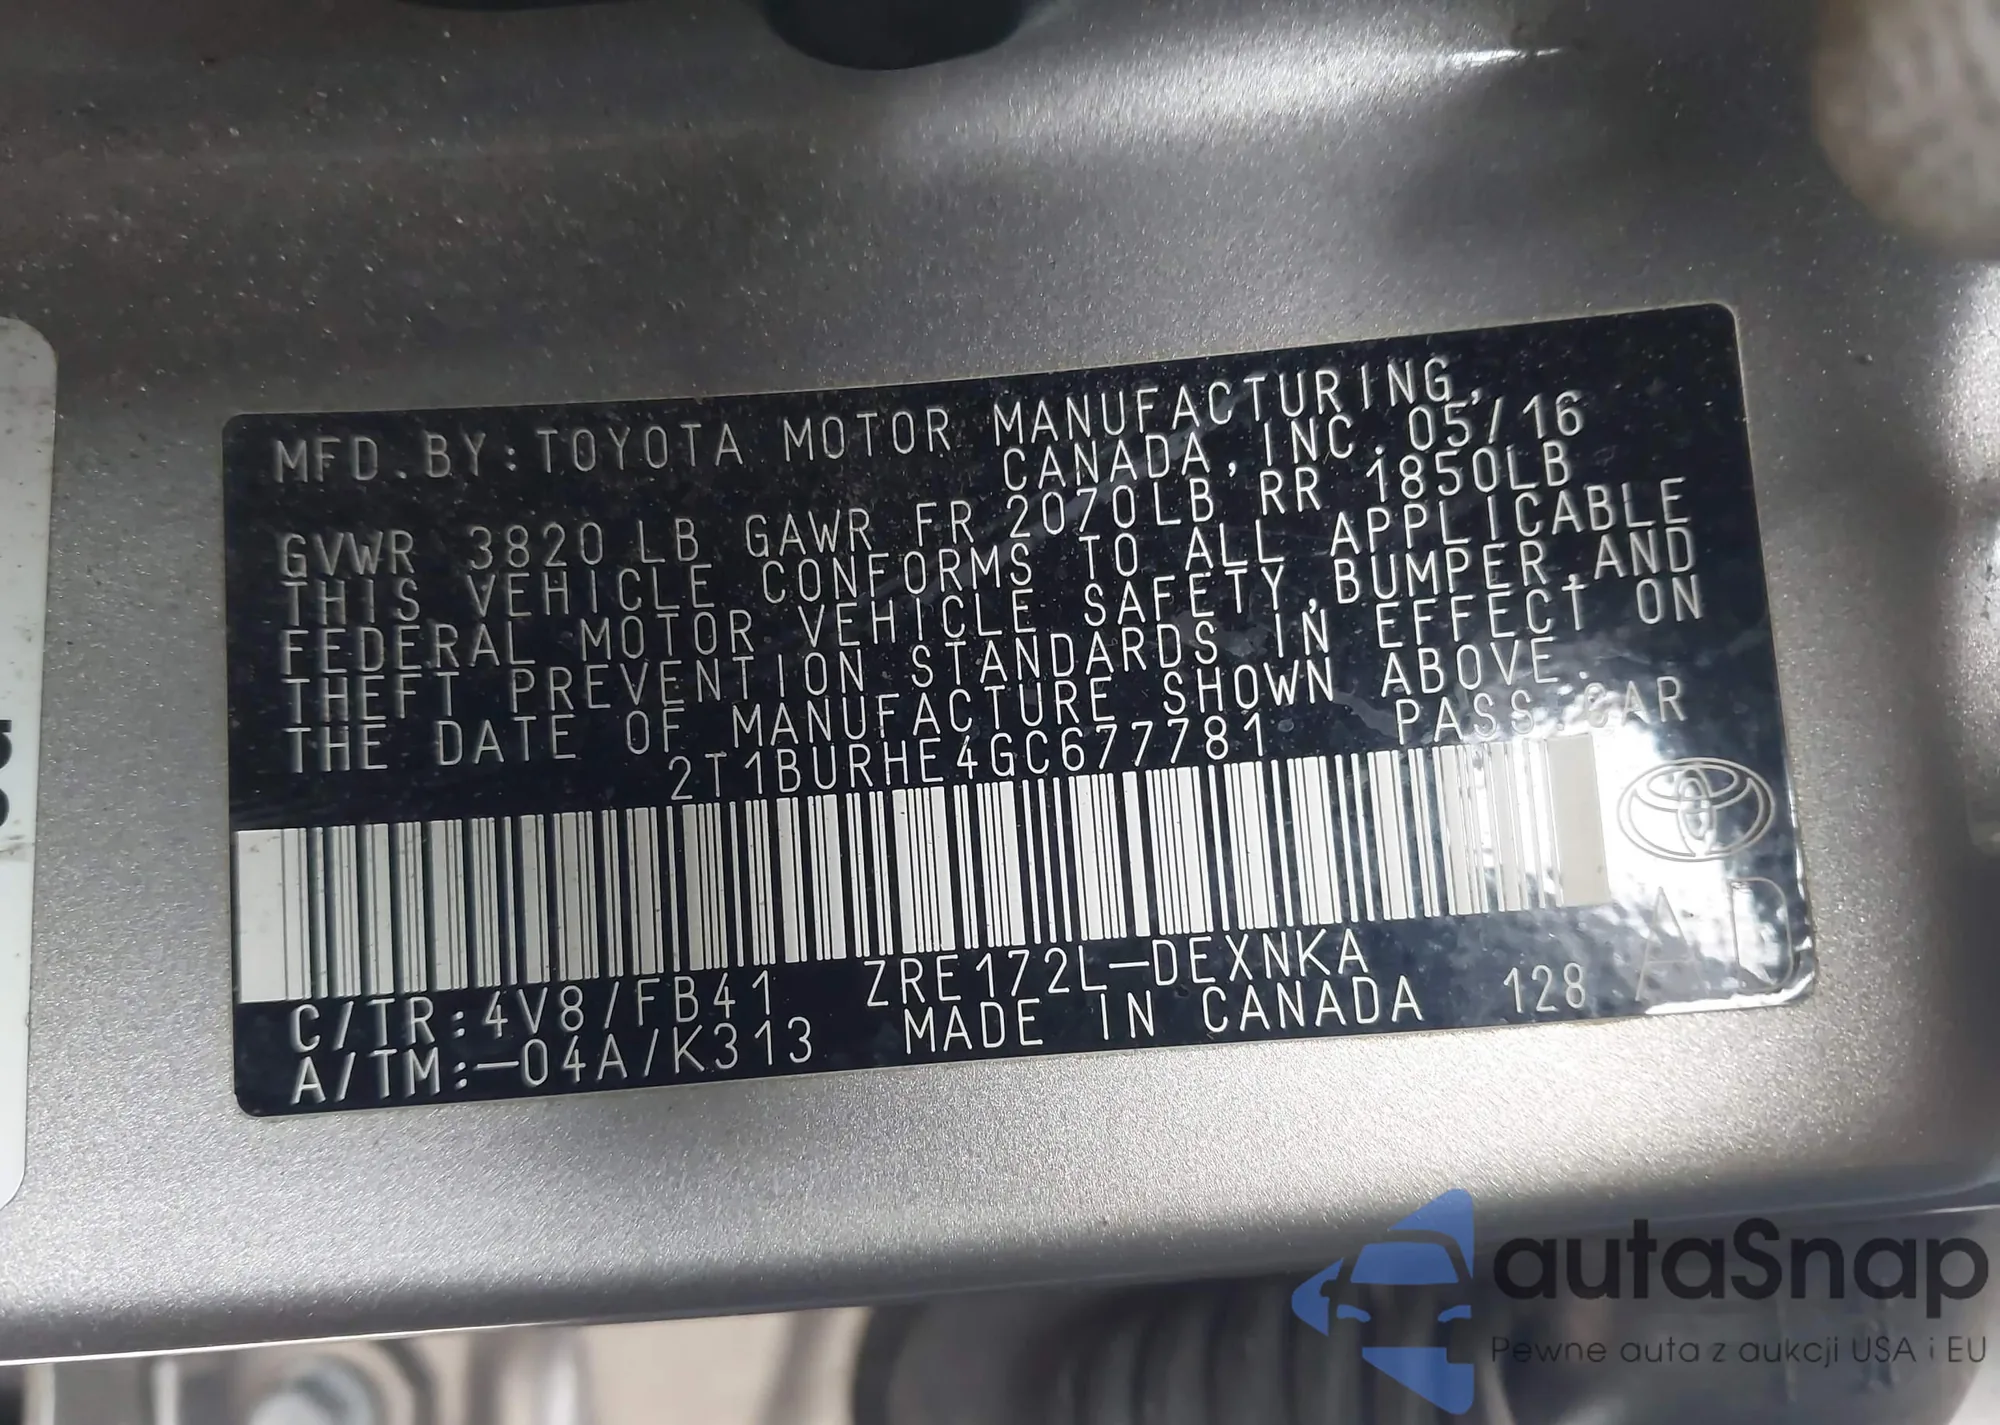 MFD.BY:TOYOTA MOTOR MANUFACTURING,
CANADA,INC. 05/16
GVWR 3820 LB GAWR FR 2070LB RR 1850LB
THIS VEHICLE CONFORMS TO ALL APPLICABLE
FEDERAL MOTOR VEHICLE SAFETY,BUMPER,AND
THEFT PREVENTION STANDARDS IN EFFECT ON
THE DATE OF MANUFACTURE SHOWN ABOVE.
2T1BURHE4GC677781 PASS.CAR
C/TR:4V8/FB41 ZRE172L-DEXNKA
A/TM:-04A/K313 MADE IN CANADA 128
AD
autaSnap
Pewne auta z aukcji USA i EU